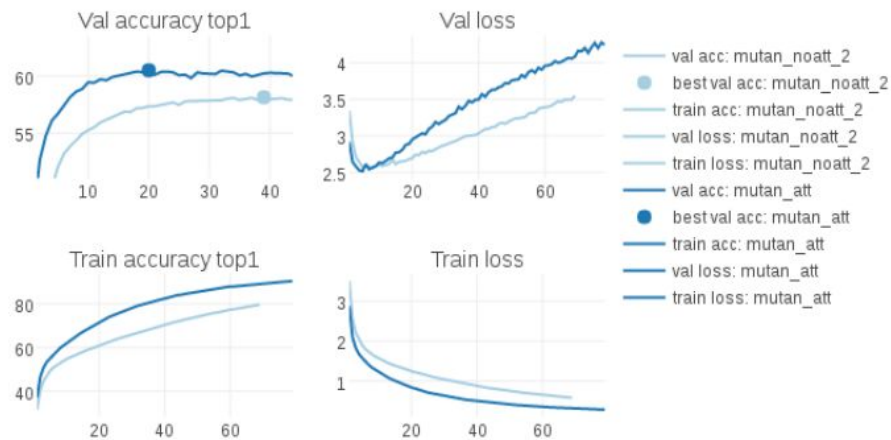 Val accuracy top1
60
55
10 20 30 40
Val loss
4
3.5
3
2.5
20 40 60
val acc: mutan_noatt_2
best val acc: mutan_noatt_2
train acc: mutan_noatt_2
val loss: mutan_noatt_2
train loss: mutan_noatt_2
val acc: mutan_att
best val acc: mutan_att
train acc: mutan_att
val loss: mutan_att
train loss: mutan_att
Train accuracy top1
80
60
40
20 40 60
Train loss
3
2
1
20 40 60